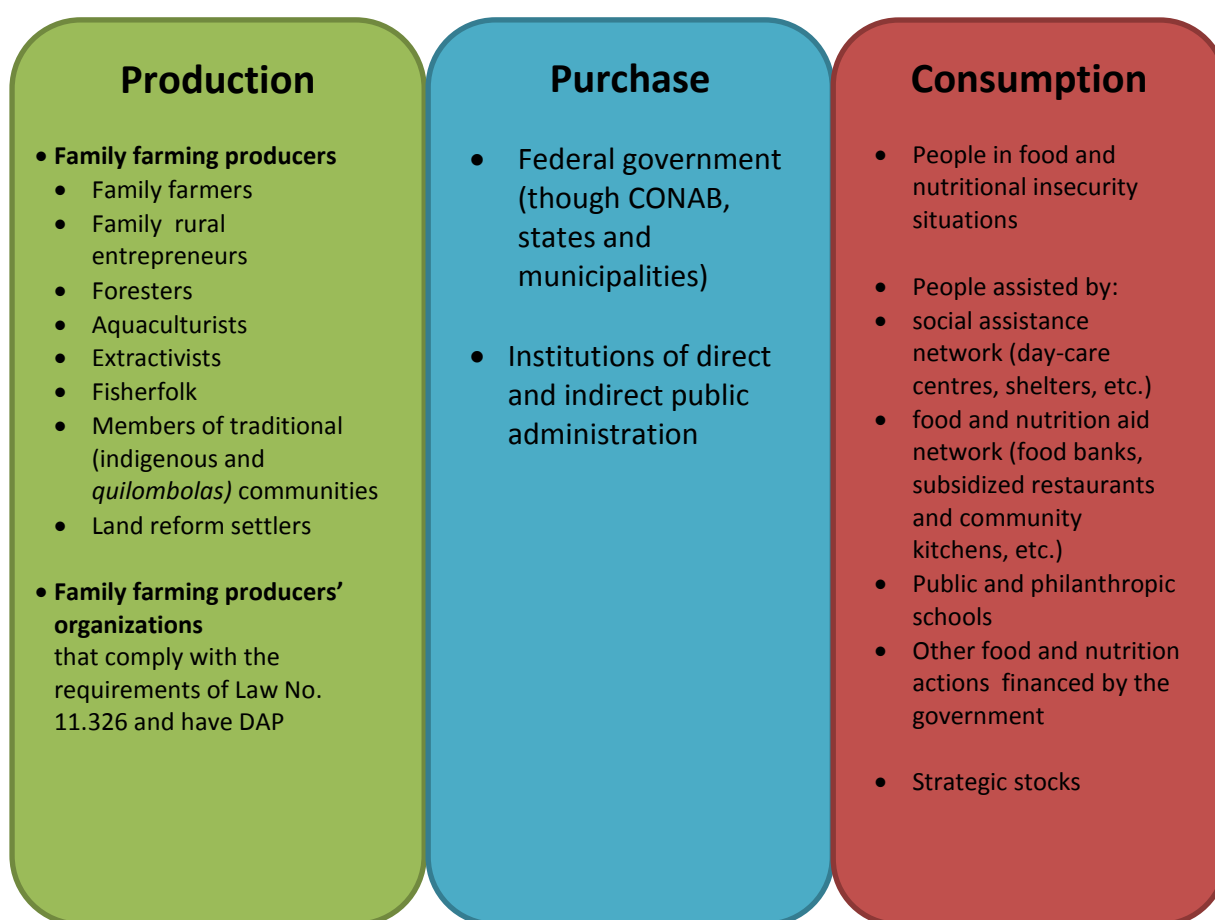 Production
• Family farming producers
• Family farmers
• Family rural
entrepreneurs
• Foresters
• Aquaculturists
• Extractivists
• Fisherfolk
• Members of traditional
(indigenous and
quilombolas) communities
• Land reform settlers
• Family farming producers’
organizations
that comply with the
requirements of Law No.
11.326 and have DAP
Purchase
• Federal government
(though CONAB,
states and
municipalities)
• Institutions of direct
and indirect public
administration
Consumption
• People in food and
nutritional insecurity
situations
• People assisted by:
• social assistance
network (day-care
centres, shelters, etc.)
• food and nutrition aid
network (food banks,
subsidized restaurants
and community
kitchens, etc.)
• Public and philanthropic
schools
• Other food and nutrition
actions financed by the
government
• Strategic stocks